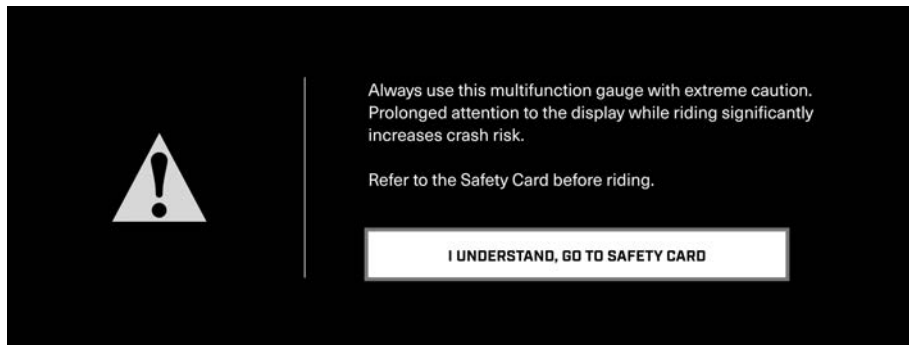 Always use this multifunction gauge with extreme caution.
Prolonged attention to the display while riding significantly
increases crash risk.
Refer to the Safety Card before riding.
I UNDERSTAND, GO TO SAFETY CARD